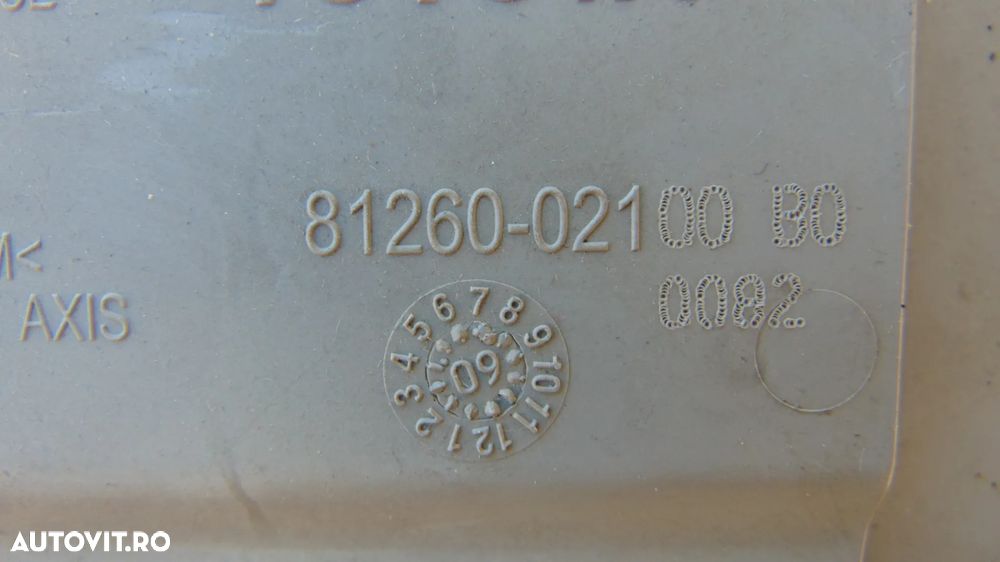 TOYOTA
81260-02100 B0
0082
M<
AXIS
1 2 3 4 5 6 7 8 9 10 11 12
09
AUTOVIT.RO